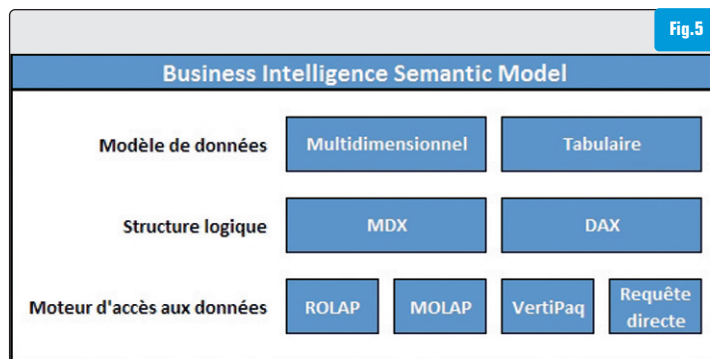 Fig.5
Business Intelligence Semantic Model
Modèle de données Multidimensionnel Tabulaire
Structure logique MDX DAX
Moteur d'accès aux données ROLAP MOLAP VertiPaq Requête directe